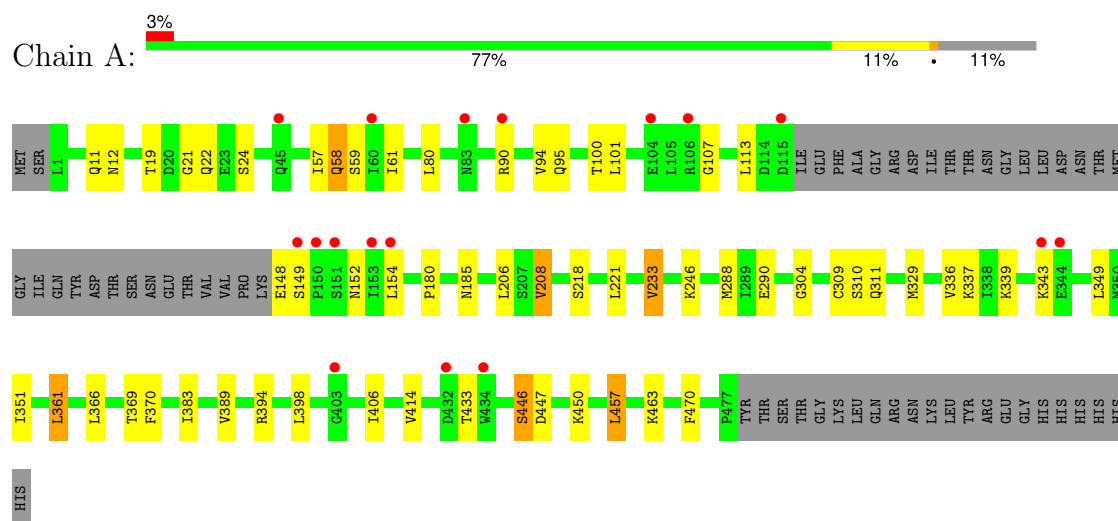 3%
Chain A:
77% 11% • 11%
MET SER L1 Q11 N12 T19 D20 G21 Q22 E23 S24 Q45 I57 Q58 S59 I60 I61 L80 N83 R90 V94 Q95 T100 L101 E104 L105 R106 G107 L113 D114 D115 ILE GLU PHE ALA GLY ARG ASP ILE THR THR ASN GLY LEU LEU ASP ASN THR MET
GLY ILE GLN TYR ASP THR SER ASN GLU THR VAL VAL PRO LYS E148 S149 P150 S151 N152 I153 L154 P180 N185 L206 S207 V208 S218 L221 V233 K246 M288 I289 E290 G304 C309 S310 Q311 M329 V336 K337 I338 K339 K343 E344 L349 M350
I351 L361 L366 T369 F370 I383 V389 R394 L398 G403 I406 V414 D432 T433 W434 S446 D447 K450 L457 K463 F470 P477 TYR THR SER THR GLY LYS LEU GLN ARG ASN LYS LEU TYR ARG GLU GLY HIS HIS HIS HIS HIS
HIS